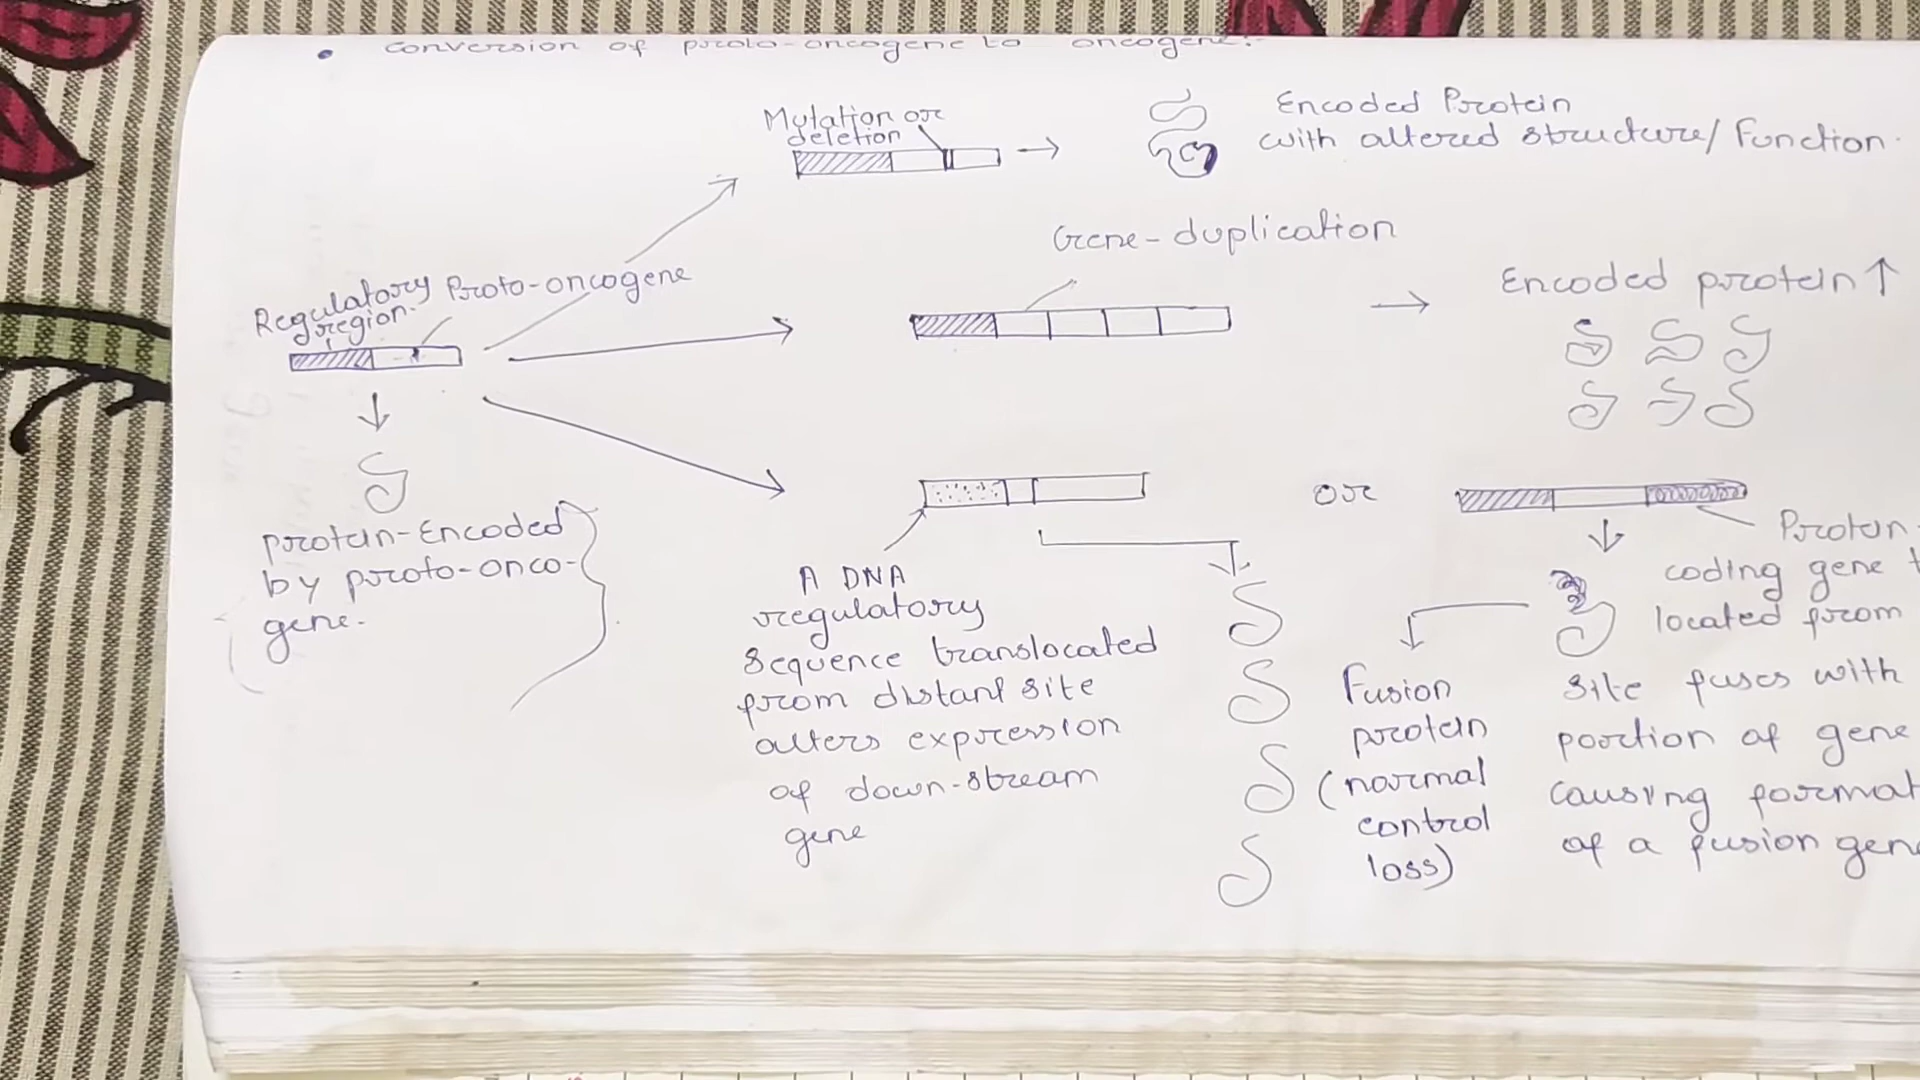 • Conversion of proto-oncogene to oncogene:-
Mutation or
deletion
Encoded Protein
with altered structure/Function.
Gene-duplication
Encoded protein↑
Regulatory
region.
Proto-oncogene
Protein-Encoded
by proto-onco-
gene.
A DNA
regulatory
Sequence translocated
from distant site
alters expression
of down-stream
gene
or
Protein-
coding gene t
located from
site fuses with
portion of gene
causing format
of a fusion gene
Fusion
protein
(normal
control
loss)